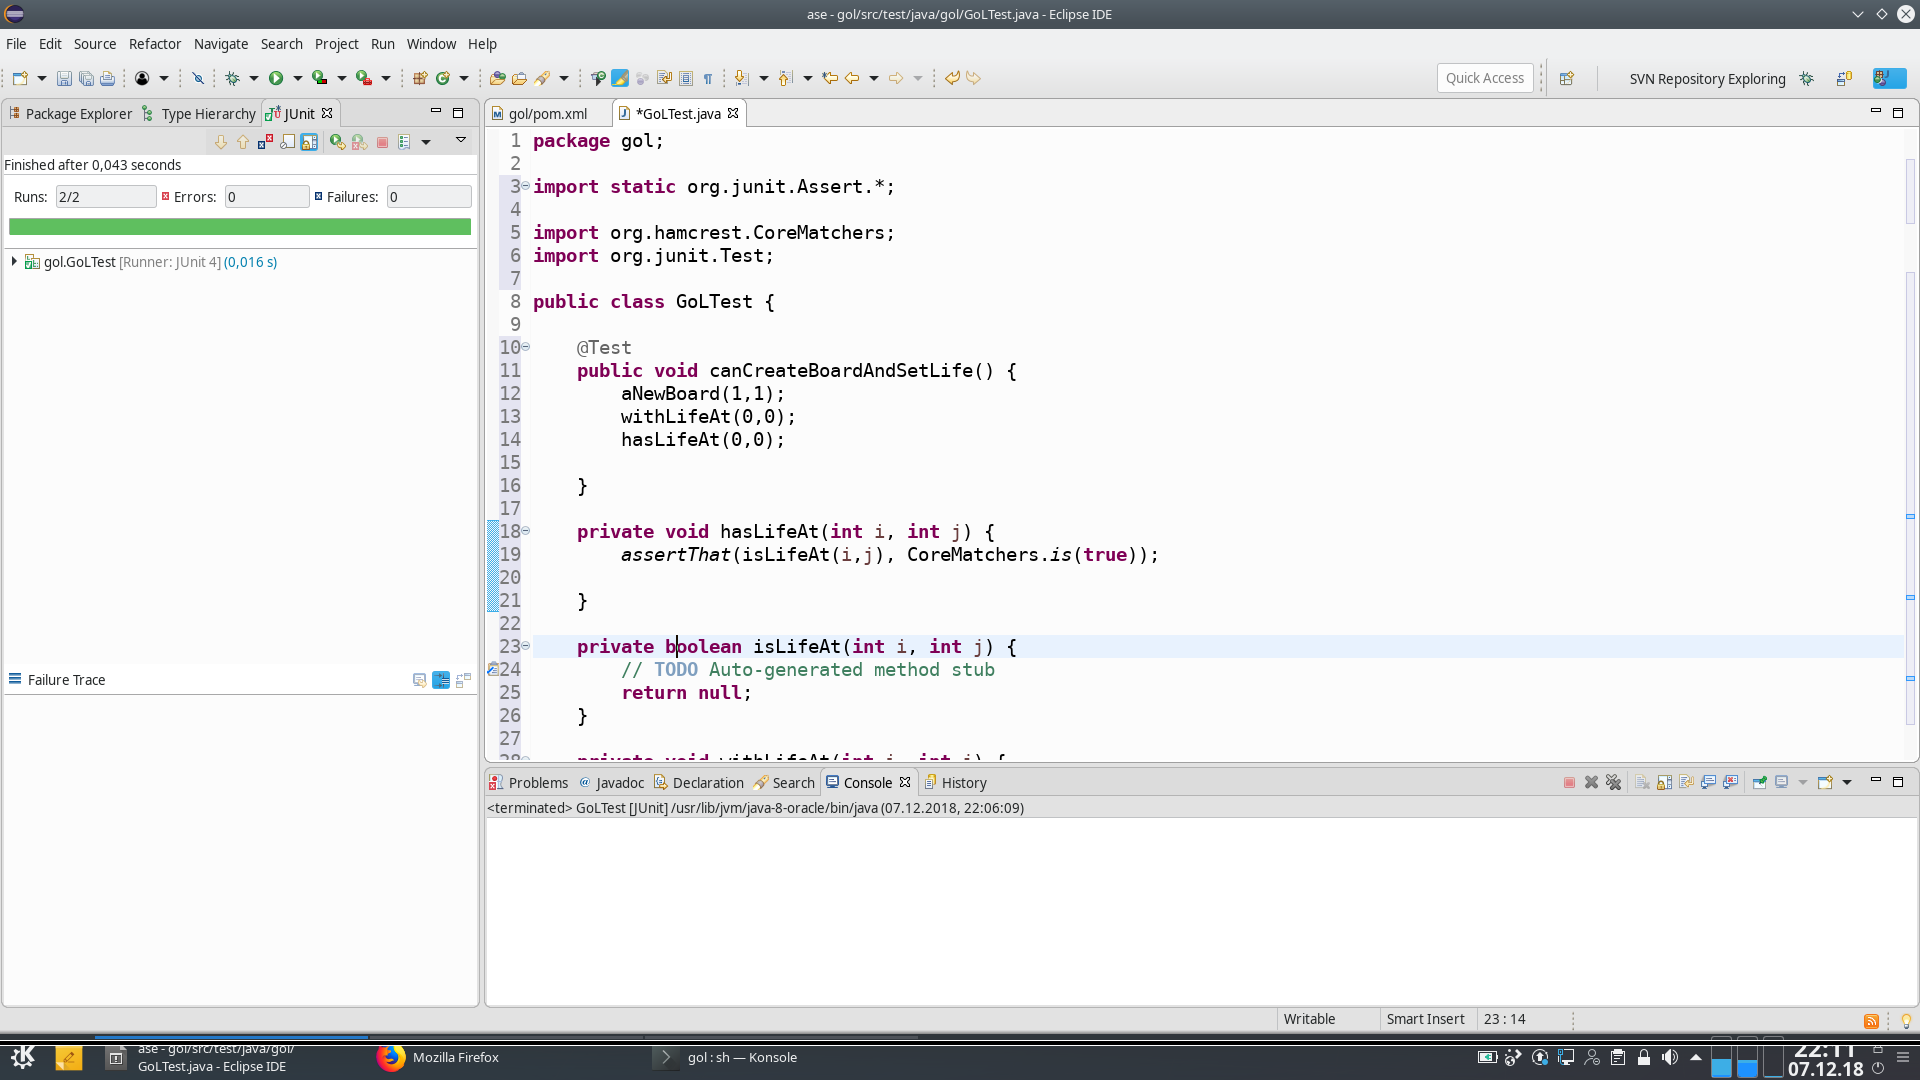 ase - gol/src/test/java/gol/GoLTest.java - Eclipse IDE
File Edit Source Refactor Navigate Search Project Run Window Help
Quick Access
SVN Repository Exploring
Package Explorer Type Hierarchy JUnit
Finished after 0,043 seconds
Runs: 2/2 Errors: 0 Failures: 0
gol.GoLTest [Runner: JUnit 4] (0,016 s)
Failure Trace
gol/pom.xml *GoLTest.java
1 package gol;
2
3 import static org.junit.Assert.*;
4
5 import org.hamcrest.CoreMatchers;
6 import org.junit.Test;
7
8 public class GoLTest {
9
10 @Test
11 public void canCreateBoardAndSetLife() {
12 aNewBoard(1,1);
13 withLifeAt(0,0);
14 hasLifeAt(0,0);
15
16 }
17
18 private void hasLifeAt(int i, int j) {
19 assertThat(isLifeAt(i,j), CoreMatchers.is(true));
20
21 }
22
23 private boolean isLifeAt(int i, int j) {
24 // TODO Auto-generated method stub
25 return null;
26 }
27
28 private void withLifeAt(int i, int j) {
Problems Javadoc Declaration Search Console History
<terminated> GoLTest [JUnit] /usr/lib/jvm/java-8-oracle/bin/java (07.12.2018, 22:06:09)
Writable Smart Insert 23 : 14
ase - gol/src/test/java/gol/
GoLTest.java - Eclipse IDE
Mozilla Firefox
gol : sh — Konsole
22:11
07.12.18